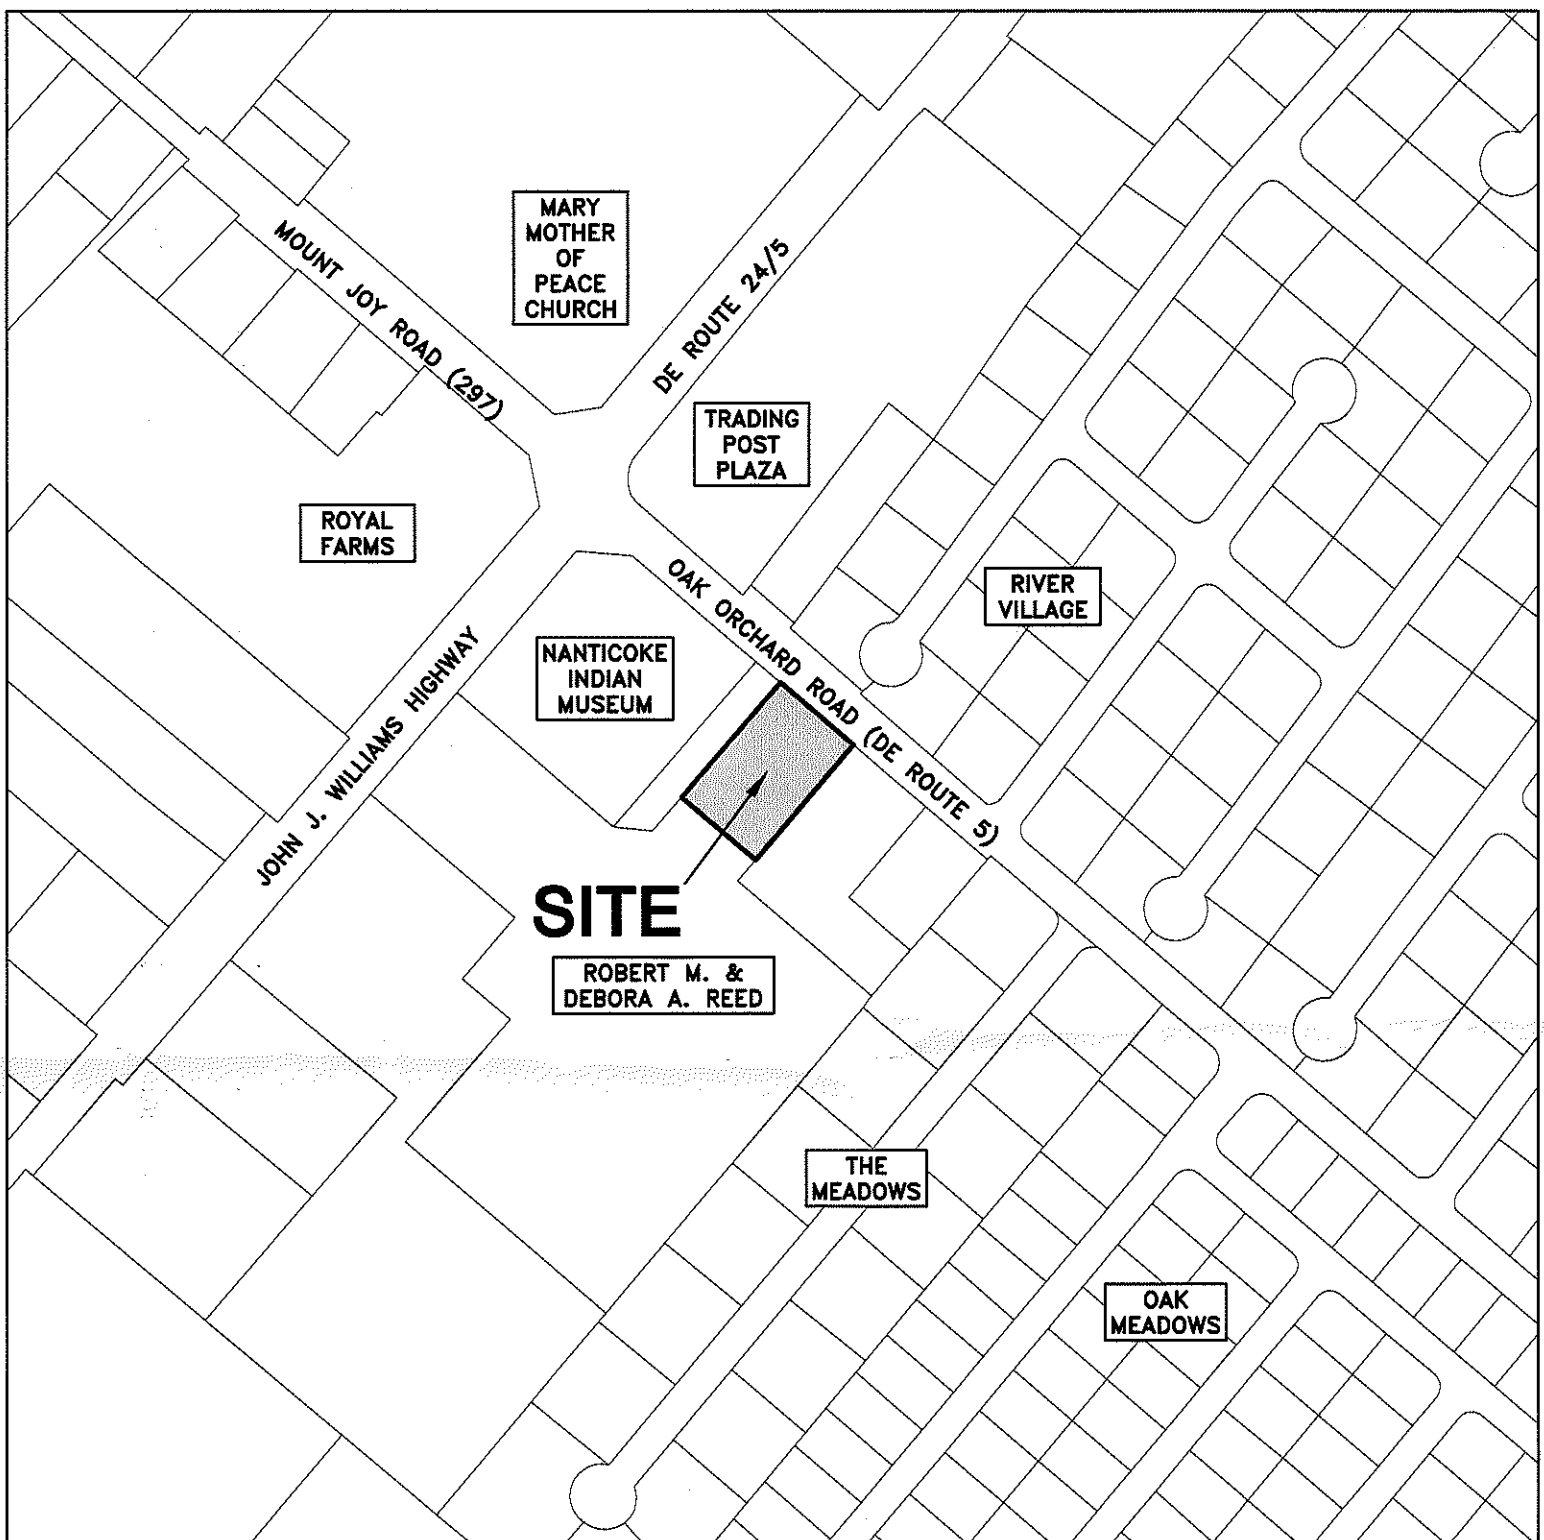 MARY
MOTHER
OF
PEACE
CHURCH
MOUNT JOY ROAD (297)
DE ROUTE 24/5
TRADING
POST
PLAZA
ROYAL
FARMS
OAK ORCHARD ROAD (DE ROUTE 5)
RIVER
VILLAGE
NANTICOKE
INDIAN
MUSEUM
JOHN J. WILLIAMS HIGHWAY
SITE
ROBERT M. &
DEBORA A. REED
THE
MEADOWS
OAK
MEADOWS